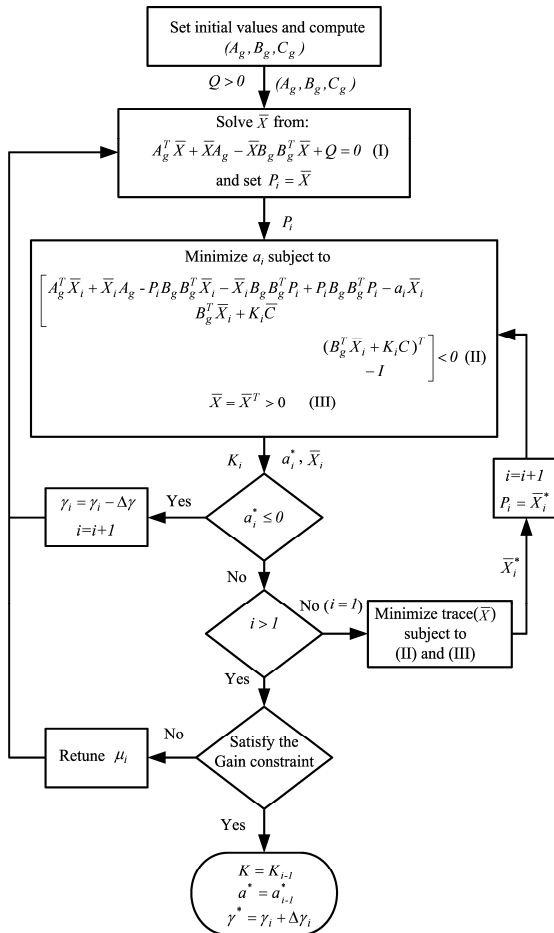 Set initial values and compute
(A_g, B_g, C_g)
Q > 0
(A_g, B_g, C_g)
Solve X̅ from:
A_g^T X̅ + X̅A_g − X̅B_g B_g^T X̅ + Q = 0 (I)
and set P_i = X̅
P_i
Minimize a_i subject to
[ A_g^T X̅_i + X̅_i A_g - P_i B_g B_g^T X̅_i − X̅_i B_g B_g^T P_i + P_i B_g B_g^T P_i − a_i X̅_i
B_g^T X̅_i + K_i C̅
(B_g^T X̅_i + K_i C)^T
− I ] < 0 (II)
X̅ = X̅^T > 0 (III)
K_i
a_i^*, X̅_i
a_i^* ≤ 0
Yes
γ_i = γ_i − Δγ
i=i+1
No
i > 1
No (i = 1)
Minimize trace(X̅)
subject to
(II) and (III)
X̅_i^*
i=i+1
P_i = X̅_i^*
Yes
Satisfy the
Gain constraint
No
Retune μ_i
Yes
K = K_{i-1}
a^* = a^*_{i-1}
γ^* = γ_i + Δγ_i